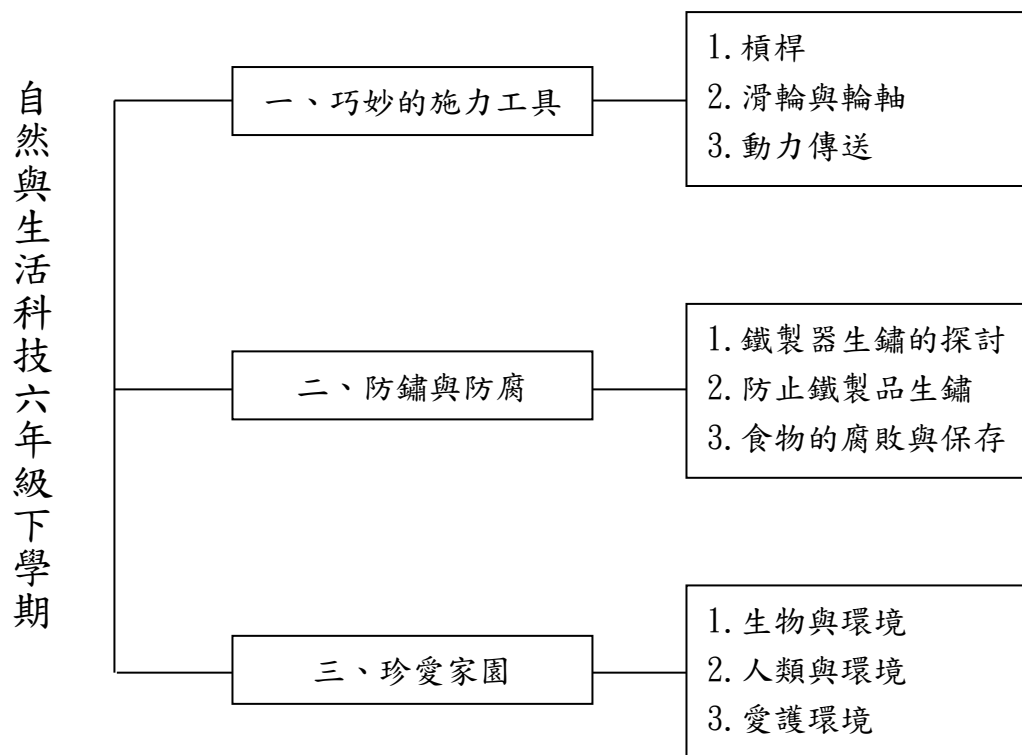 自然與生活科技六年級下學期
一、巧妙的施力工具
1.槓桿
2.滑輪與輪軸
3.動力傳送
二、防鏽與防腐
1.鐵製器生鏽的探討
2.防止鐵製品生鏽
3.食物的腐敗與保存
三、珍愛家園
1.生物與環境
2.人類與環境
3.愛護環境